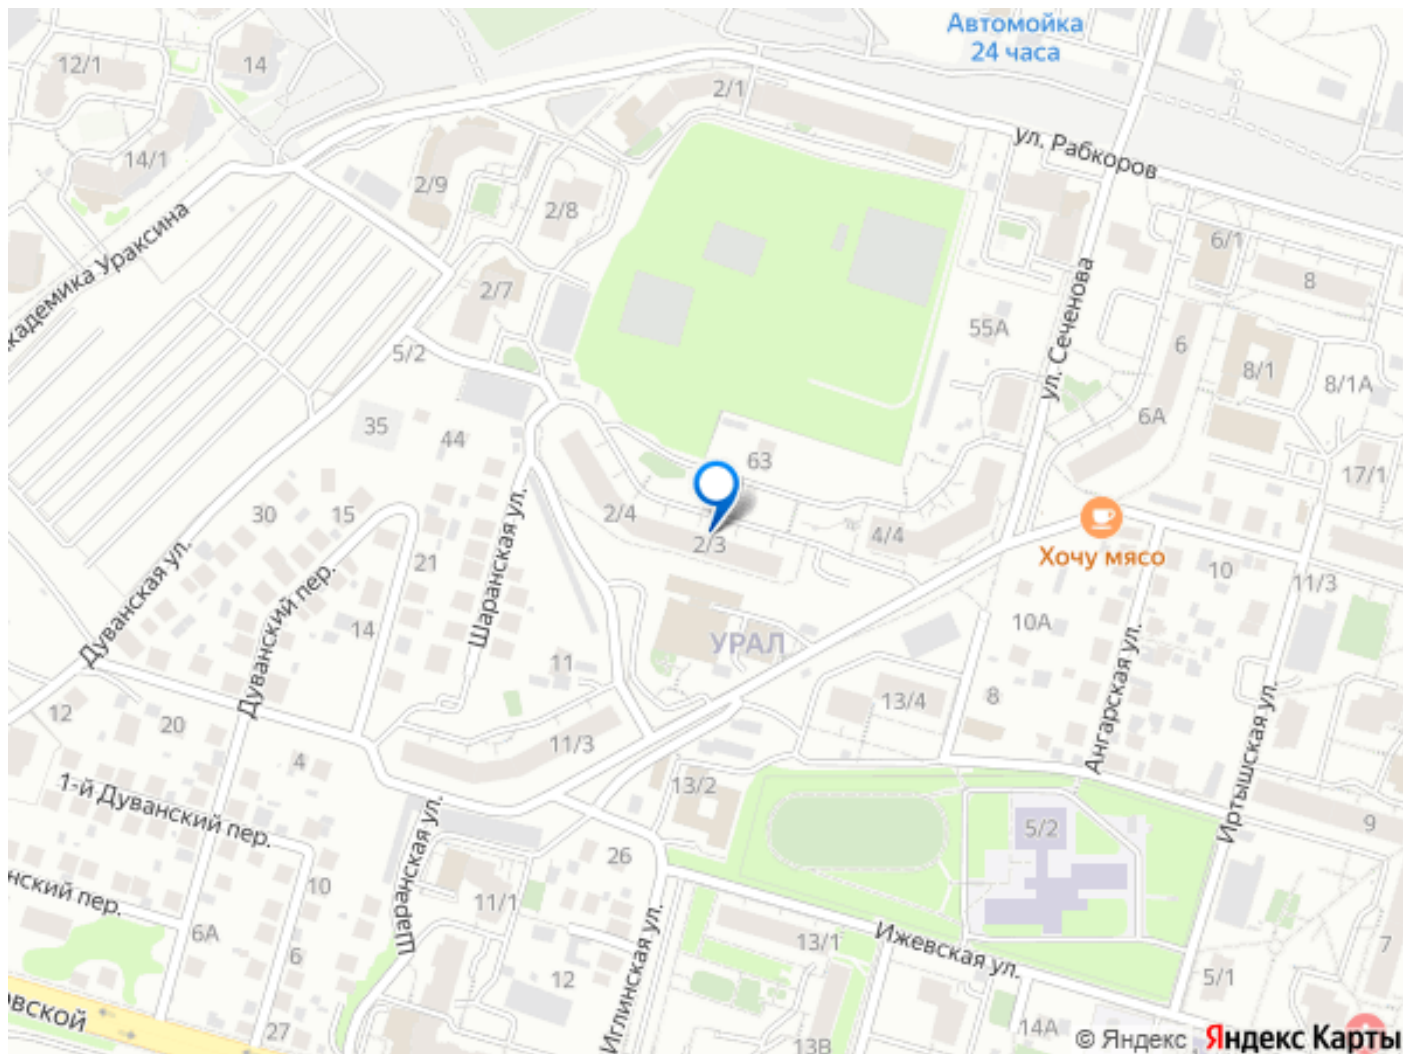 Автомойка
24 часа
12/1
14
2/1
ул. Рабкоров
14/1
2/9
2/8
Академика Ураксина
6/1
8
2/7
55А
ул. Сеченова
6
5/2
8/1
8/1А
6А
35
44
63
17/1
30
15
2/4
2/3
4/4
Хочу мясо
10
11/3
Шаранская ул.
21
Дуванская ул.
Дуванский пер.
14
10А
УРАЛ
11
Ангарская ул.
12
20
13/4
8
Иртышская ул.
11/3
4
1-й Дуванский пер.
13/2
5/2
9
Шаранская ул.
26
10
11/1
нский пер.
6А
13/1
Ижевская ул.
7
6
12
Иглинская ул.
5/1
овской
27
13В
14А
© Яндекс Яндекс Карты